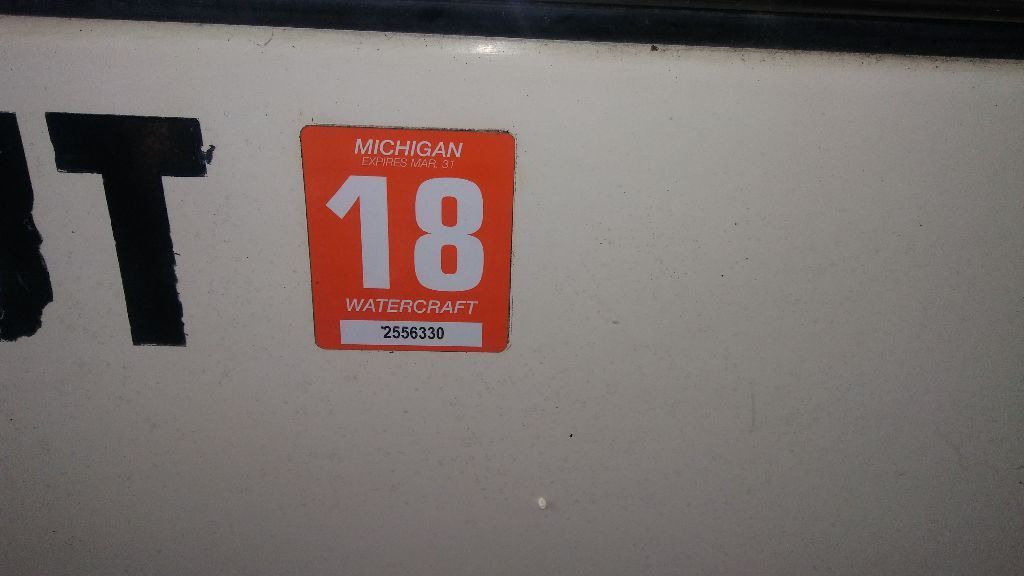 T
MICHIGAN
EXPIRES MAR. 31
18
WATERCRAFT
2556330